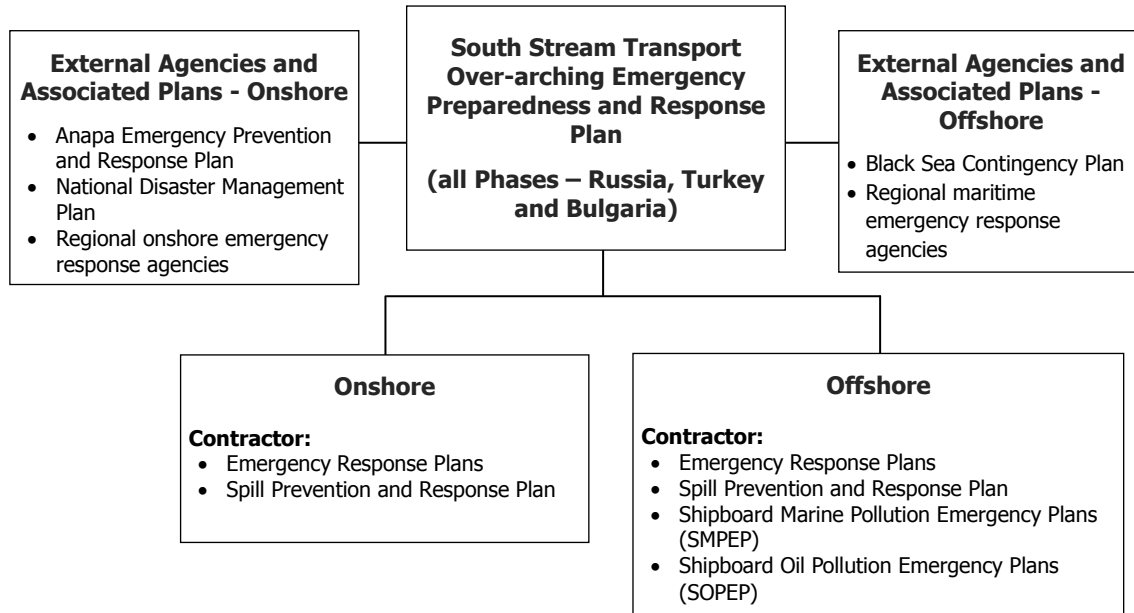 External Agencies and
Associated Plans - Onshore
• Anapa Emergency Prevention
and Response Plan
• National Disaster Management
Plan
• Regional onshore emergency
response agencies
South Stream Transport
Over-arching Emergency
Preparedness and Response
Plan
(all Phases – Russia, Turkey
and Bulgaria)
External Agencies and
Associated Plans -
Offshore
• Black Sea Contingency Plan
• Regional maritime
emergency response
agencies
Onshore
Contractor:
• Emergency Response Plans
• Spill Prevention and Response Plan
Offshore
Contractor:
• Emergency Response Plans
• Spill Prevention and Response Plan
• Shipboard Marine Pollution Emergency Plans
(SMPEP)
• Shipboard Oil Pollution Emergency Plans
(SOPEP)